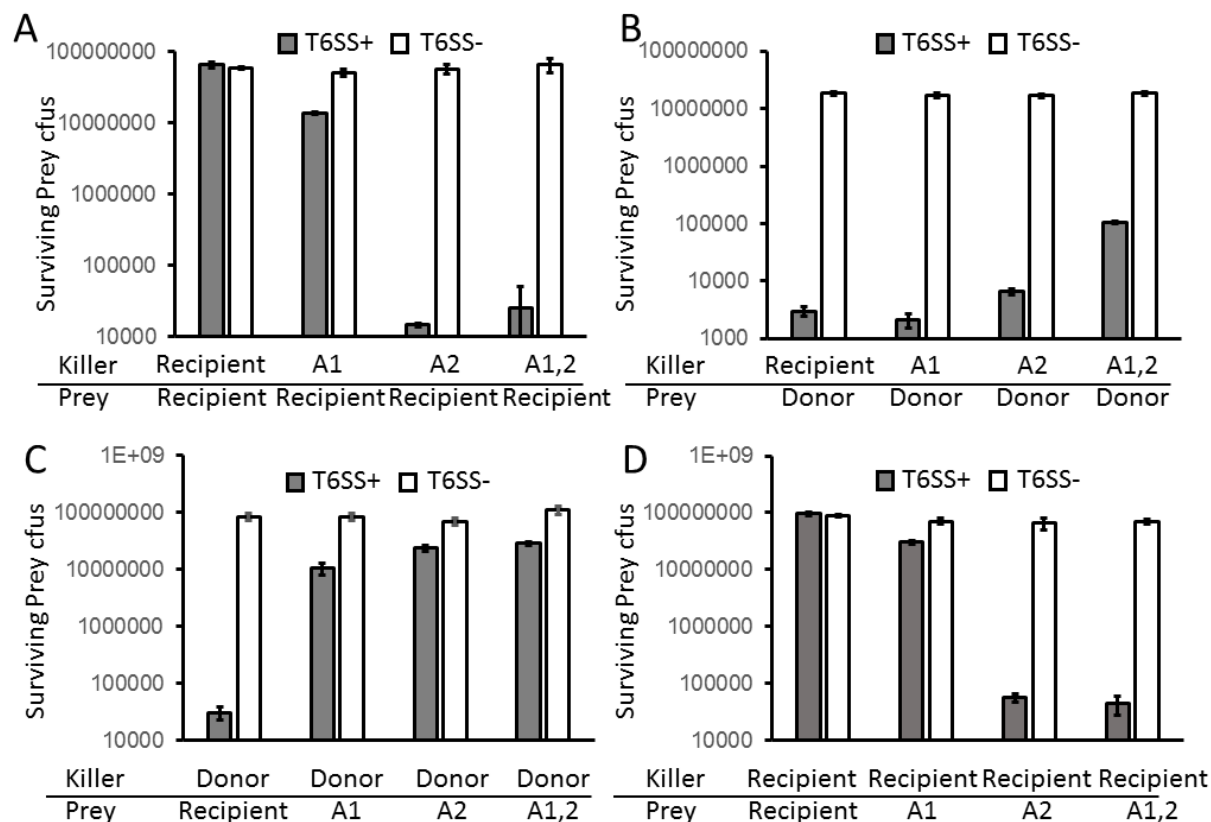 A
T6SS+ T6SS-
Surviving Prey cfus
100000000
10000000
1000000
100000
10000
Killer Recipient A1 A2 A1,2
Prey Recipient Recipient Recipient Recipient
B
T6SS+ T6SS-
Surviving Prey cfus
100000000
10000000
1000000
100000
10000
1000
Killer Recipient A1 A2 A1,2
Prey Donor Donor Donor Donor
C
T6SS+ T6SS-
Surviving Prey cfus
1E+09
100000000
10000000
1000000
100000
10000
Killer Donor Donor Donor Donor
Prey Recipient A1 A2 A1,2
D
T6SS+ T6SS-
Surviving Prey cfus
1E+09
100000000
10000000
1000000
100000
10000
Killer Recipient Recipient Recipient Recipient
Prey Recipient A1 A2 A1,2